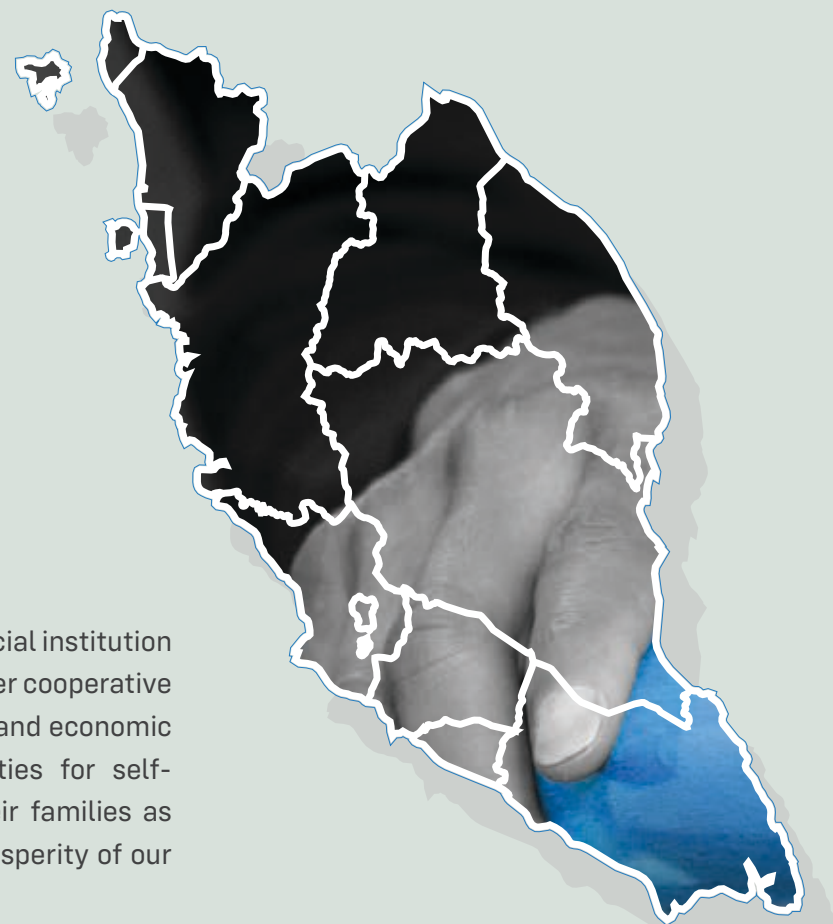 cial institution
er cooperative
and economic
ties for self-
ir families as
sperity of our